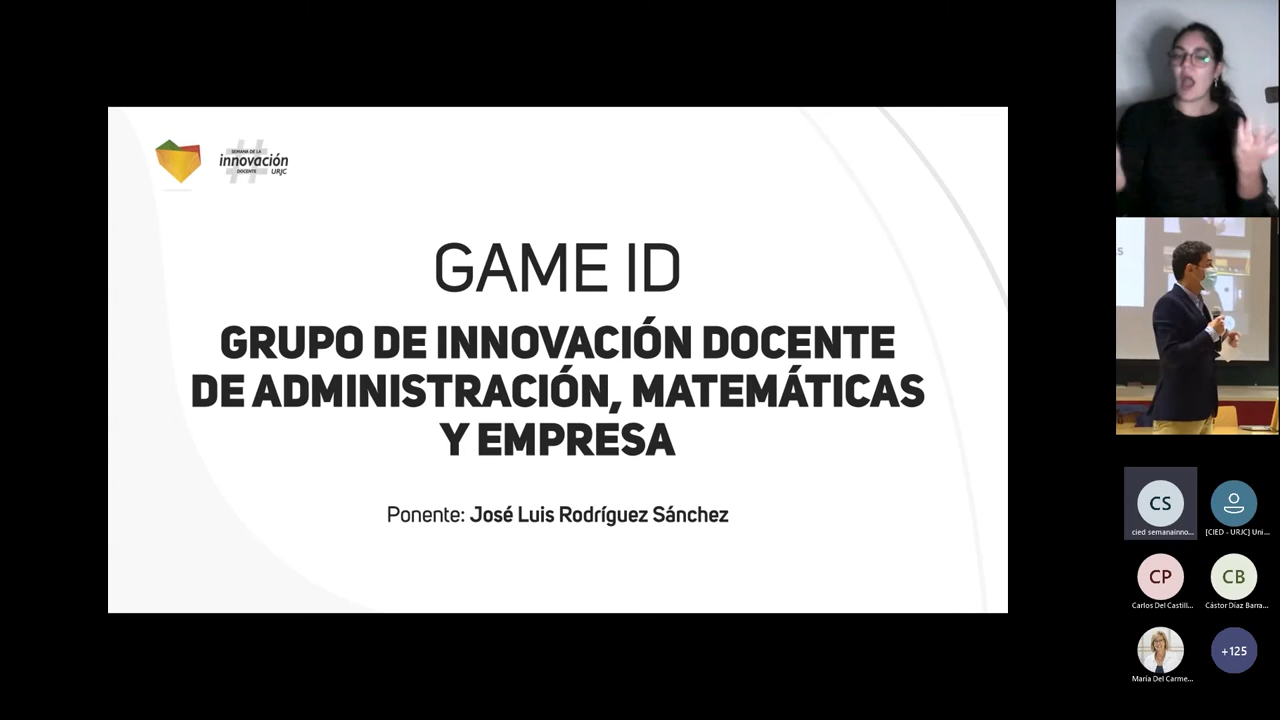 SEMANA DE LA
innovación
DOCENTE
URJC
GAME ID
GRUPO DE INNOVACIÓN DOCENTE
DE ADMINISTRACIÓN, MATEMÁTICAS
Y EMPRESA
Ponente: José Luis Rodríguez Sánchez
S
CS
cied semanainno...
[CIED - URJC] Uni...
CP
CB
Carlos Del Castill...
Cástor Díaz Barra...
María Del Carme...
+125